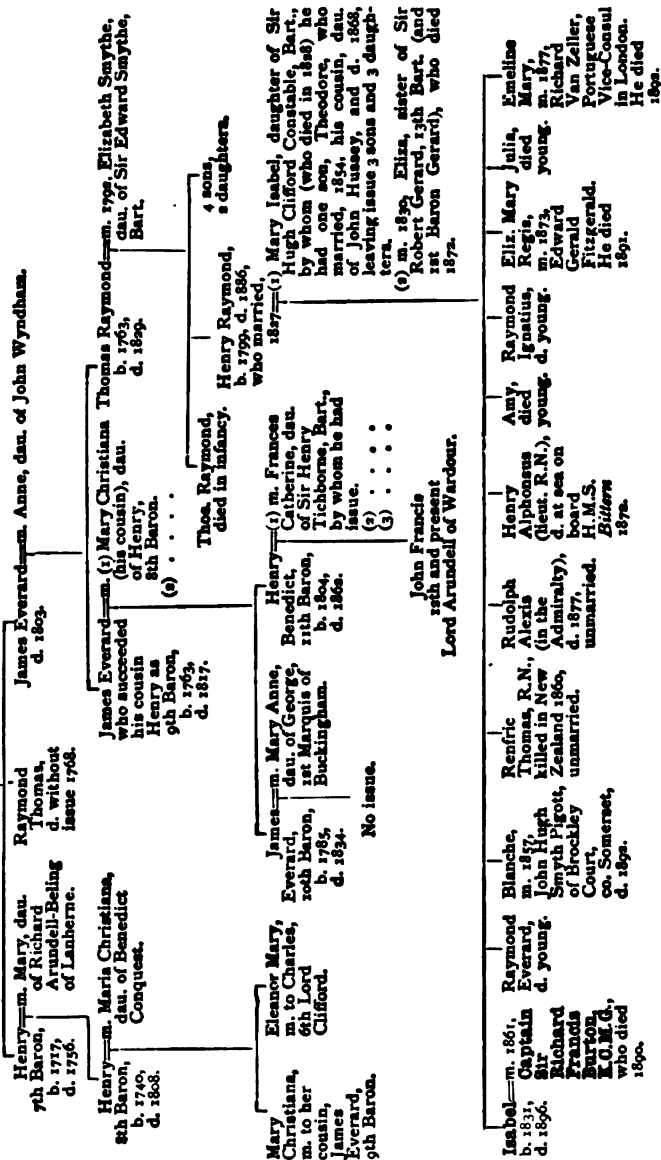 Henry=m. Mary, dau.
7th Baron, of Richard
b. 1717, Arundell-Beling
d. 1756. of Lanherne.
Raymond
Thomas,
d. without
issue 1768.
James Everard=m. Anne, dau. of John Wyndham.
d. 1803.
Henry=m. Maria Christiana,
8th Baron, dau. of Benedict
b. 1740, Conquest.
d. 1808.
James Everard=m. (1) Mary Christiana
who succeeded (his cousin), dau.
his cousin of Henry,
Henry as 8th Baron.
9th Baron, (2) . . . . .
b. 1763,
d. 1817.
Thomas Raymond=m. 1792, Elizabeth Smythe,
b. 1763, dau. of Sir Edward Smythe,
d. 1829. Bart.
Mary
Christiana,
m. to her
cousin,
James
Everard,
9th Baron.
Eleanor Mary,
m. to Charles,
6th Lord
Clifford.
James=m. Mary Anne,
Everard, dau. of George,
10th Baron, 1st Marquis of
b. 1785, Buckingham.
d. 1834.
No issue.
Henry=(1) m. Frances
Benedict, Catherine, dau.
11th Baron, of Sir Henry
b. 1804, Tichborne, Bart.,
d. 1862. by whom he had
issue.
(2) . . . . .
(3) . . . . .
John Francis
12th and present
Lord Arundell of Wardour.
Thos. Raymond,
died in infancy.
Henry Raymond,
b. 1799, d. 1886,
who married,
4 sons,
2 daughters.
1827=(1) Mary Isabel, daughter of Sir
Hugh Clifford Constable, Bart.,
by whom (who died in 1828) he
had one son, Theodore, who
married, 1854, his cousin, dau.
of John Hussey, and d. 1868,
leaving issue 3 sons and 3 daugh-
ters.
(2) m. 1830, Eliza, sister of Sir
Robert Gerard, 13th Bart. (and
1st Baron Gerard), who died
1872.
Isabel=m. 1861,
b. 1831, Captain
d. 1896. Sir
Richard
Francis
Burton,
K.C.M.G.,
who died
1890.
Raymond
Everard,
d. young.
Blanche,
m. 1857,
John Hugh
Smyth Pigott,
of Brockley
Court,
co. Somerset,
d. 1892.
Renfric
Thomas, R.N.,
killed in New
Zealand 1860,
unmarried.
Rudolph
Alexis
(in the
Admiralty),
d. 1877,
unmarried.
Henry
Alphonsus
(lieut. R.N.),
d. at sea on
board
H.M.S.
Bittern
1872.
Amy,
died
young.
Raymond
Ignatius,
d. young.
Eliz. Mary
Regis,
m. 1873,
Edward
Gerald
Fitzgerald.
He died
1891.
Julia,
died
young.
Emeline
Mary,
m. 1877,
Richard
Van Zeller,
Portuguese
Vice-Consul
in London.
He died
1892.